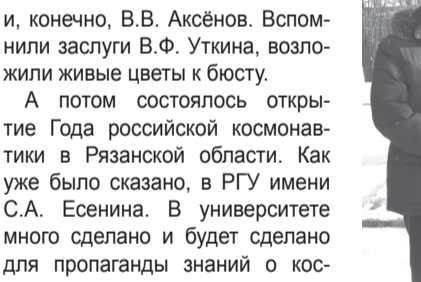 и, конечно, В.В. Аксёнов. Вспом-
нили заслуги В.Ф. Уткина, возло-
жили живые цветы к бюсту.
А потом состоялось откры-
тие Года российской космонав-
тики в Рязанской области. Как
уже было сказано, в РГУ имени
С.А. Есенина. В университете
много сделано и будет сделано
для пропаганды знаний о кос-